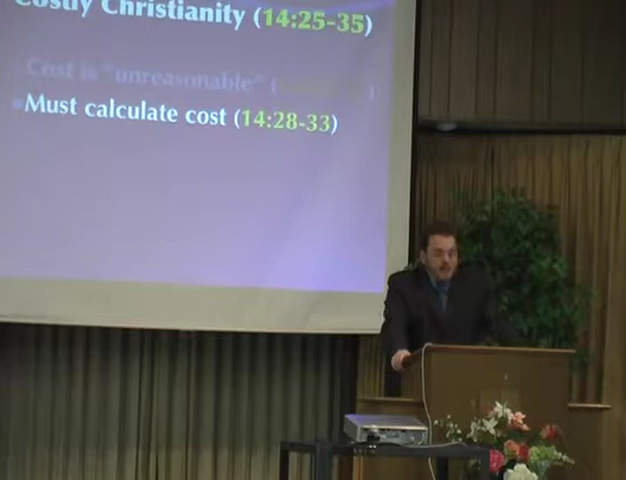 Costly Christianity (14:25-35)
Cost is "unreasonable" (
Must calculate cost (14:28-33)